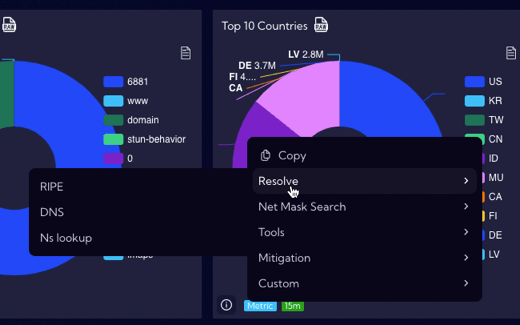 Top 10 Countries
LV 2.8M
DE 3.7M
FI 4....
CA
6881
www
domain
stun-behavior
0
US
KR
TW
CN
ID
MU
CA
FI
DE
LV
Copy
Resolve
Net Mask Search
Tools
Mitigation
Custom
RIPE
DNS
Ns lookup
Metric
15m